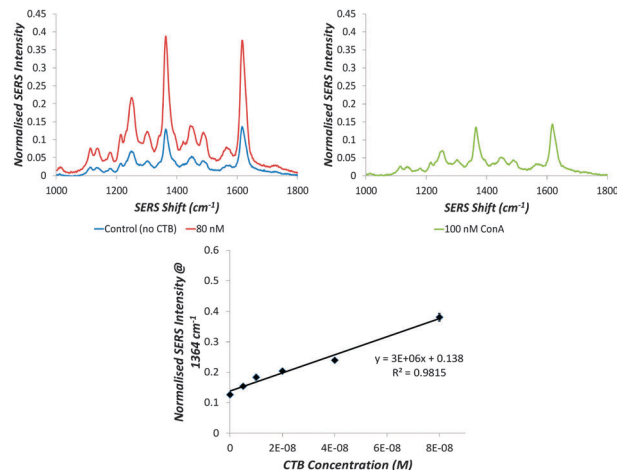 Normalised SERS Intensity
0.45
0.4
0.35
0.3
0.25
0.2
0.15
0.1
0.05
0
1000
1200
1400
1600
1800
SERS Shift (cm-1)
Control (no CTB)
80 nM
Normalised SERS Intensity
0.45
0.4
0.35
0.3
0.25
0.2
0.15
0.1
0.05
0
1000
1200
1400
1600
1800
SERS Shift (cm-1)
100 nM ConA
Normalised SERS Intensity @
1364 cm-1
0.6
0.5
0.4
0.3
0.2
0.1
0
y = 3E+06x + 0.138
R² = 0.9815
0
2E-08
4E-08
6E-08
8E-08
CTB Concentration (M)